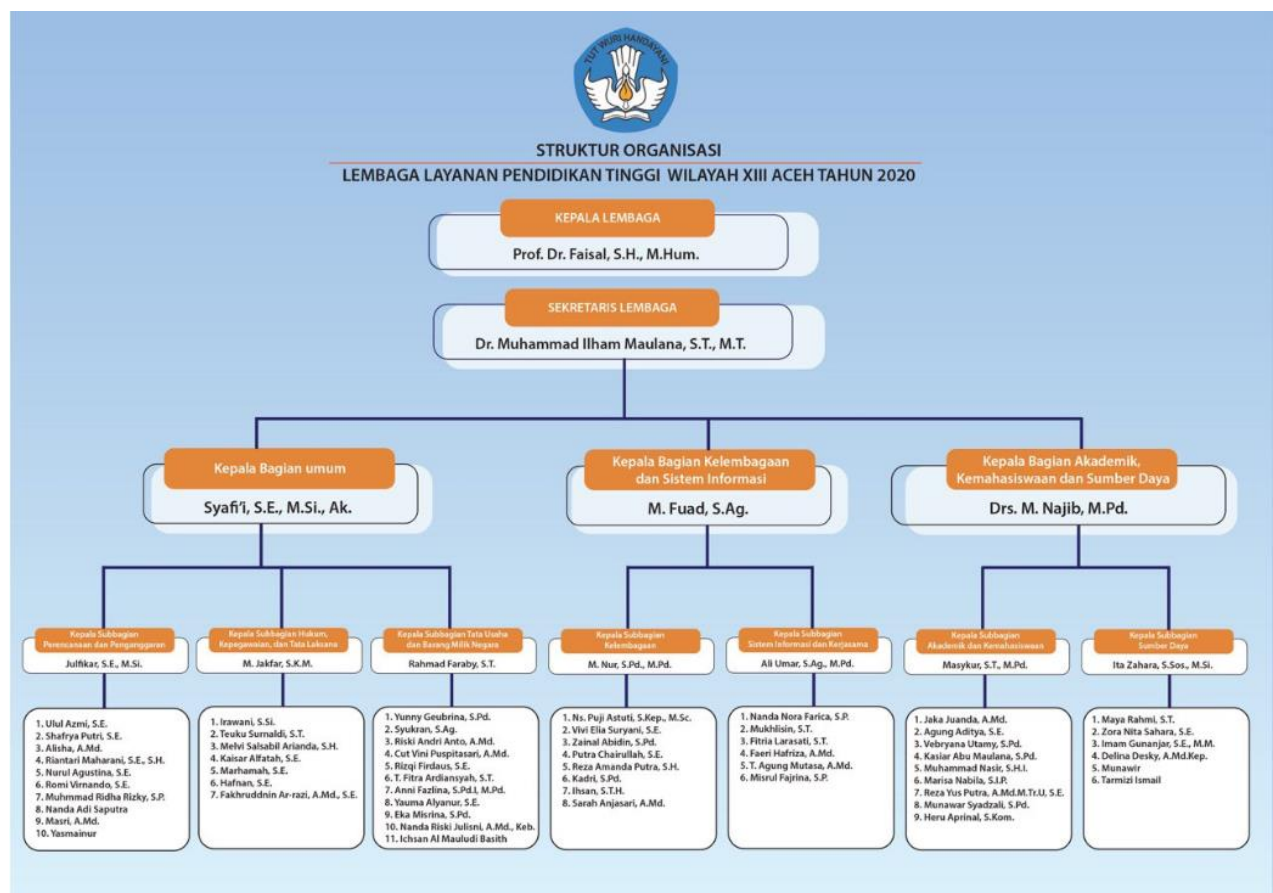 TUT WURI HANDAYANI
STRUKTUR ORGANISASI
LEMBAGA LAYANAN PENDIDIKAN TINGGI WILAYAH XIII ACEH TAHUN 2020
KEPALA LEMBAGA
Prof. Dr. Faisal, S.H., M.Hum.
SEKRETARIS LEMBAGA
Dr. Muhammad Ilham Maulana, S.T., M.T.
Kepala Bagian umum
Syafi'i, S.E., M.Si., Ak.
Kepala Bagian Kelembagaan
dan Sistem Informasi
M. Fuad, S.Ag.
Kepala Bagian Akademik,
Kemahasiswaan dan Sumber Daya
Drs. M. Najib, M.Pd.
Kepala Subbagian
Perencanaan dan Penganggaran
Julfikar, S.E., M.Si.
1. Ulul Azmi, S.E.
2. Shafrya Putri, S.E.
3. Alisha, A.Md.
4. Riantari Maharani, S.E., S.H.
5. Nurul Agustina, S.E.
6. Romi Virnando, S.E.
7. Muhmmad Ridha Rizky, S.P.
8. Nanda Adi Saputra
9. Masri, A.Md.
10. Yasmainur
Kepala Subbagian Hukum,
Kepegawaian, dan Tata Laksana
M. Jakfar, S.K.M.
1. Irawani, S.Si.
2. Teuku Surnaldi, S.T.
3. Melvi Salsabil Arianda, S.H.
4. Kaisar Alfatah, S.E.
5. Marhamah, S.E.
6. Hafnan, S.E.
7. Fakhruddnin Ar-razi, A.Md., S.E.
Kepala Subbagian Tata Usaha
dan Barang Milik Negara
Rahmad Faraby, S.T.
1. Yunny Geubrina, S.Pd.
2. Syukran, S.Ag.
3. Riski Andri Anto, A.Md.
4. Cut Vini Puspitasari, A.Md.
5. Rizqi Firdaus, S.E.
6. T. Fitra Ardiansyah, S.T.
7. Anni Fazlina, S.Pd.I, M.Pd.
8. Yauma Alyanur, S.E.
9. Eka Misrina, S.Pd.
10. Nanda Riski Julisni, A.Md., Keb.
11. Ichsan Al Mauludi Basith
Kepala Subbagian
Kelembagaan
M. Nur, S.Pd., M.Pd.
1. Ns. Puji Astuti, S.Kep., M.Sc.
2. Vivi Elia Suryani, S.E.
3. Zainal Abidin, S.Pd.
4. Putra Chairullah, S.E.
5. Reza Amanda Putra, S.H.
6. Kadri, S.Pd.
7. Ihsan, S.T.H.
8. Sarah Anjasari, A.Md.
Kepala Subbagian
Sistem Informasi dan Kerjasama
Ali Umar, S.Ag., M.Pd.
1. Nanda Nora Farica, S.P.
2. Mukhlisin, S.T.
3. Fitria Larasati, S.T.
4. Faeri Hafriza, A.Md.
5. T. Agung Mutasa, A.Md.
6. Misrul Fajrina, S.P.
Kepala Subbagian
Akademik dan Kemahasiswaan
Masykur, S.T., M.Pd.
1. Jaka Juanda, A.Md.
2. Agung Aditya, S.E.
3. Vebryana Utamy, S.Pd.
4. Kasiar Abu Maulana, S.Pd.
5. Muhammad Nasir, S.H.I.
6. Marisa Nabila, S.I.P.
7. Reza Yus Putra, A.Md.M.Tr.U, S.E.
8. Munawar Syadzali, S.Pd.
9. Heru Aprinal, S.Kom.
Kepala Subbagian
Sumber Daya
Ita Zahara, S.Sos., M.Si.
1. Maya Rahmi, S.T.
2. Zora Nita Sahara, S.E.
3. Imam Gunanjar, S.E., M.M.
4. Delina Desky, A.Md.Kep.
5. Munawir
6. Tarmizi Ismail